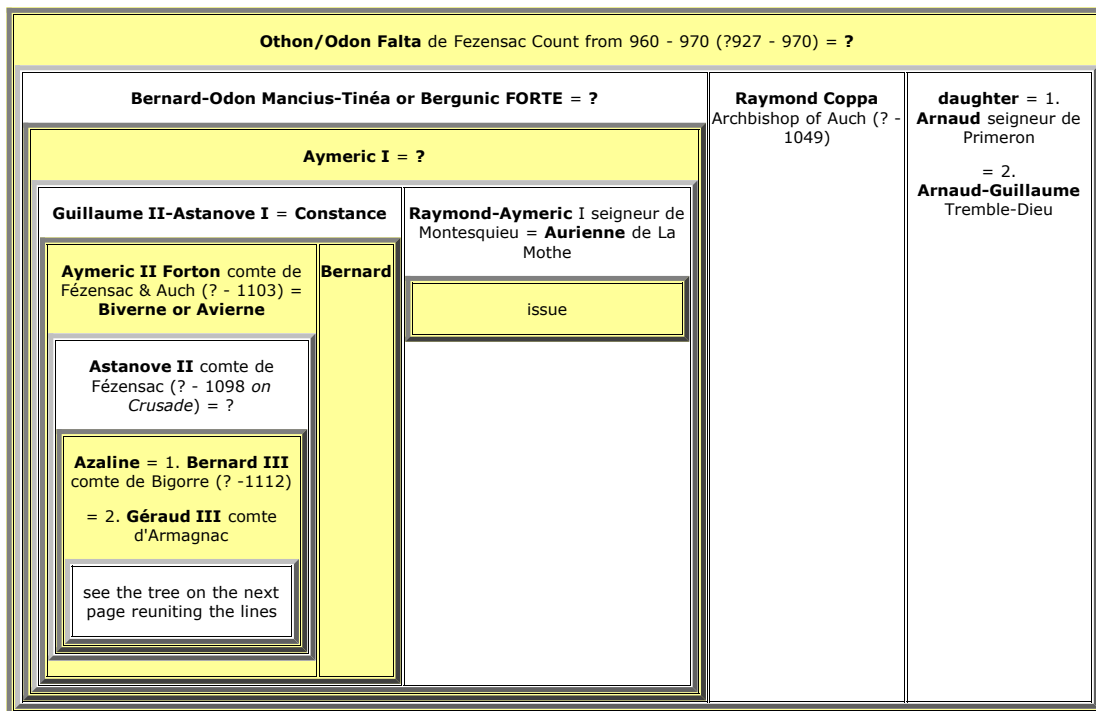 Othon/Odon Falta de Fezensac Count from 960 - 970 (?927 - 970) = ?
Bernard-Odon Mancius-Tinéa or Bergunic FORTE = ?
Aymeric I = ?
Guillaume II-Astanove I = Constance
Aymeric II Forton comte de
Fézensac & Auch (? - 1103) =
Biverne or Avierne
Astanove II comte de
Fézensac (? - 1098 on
Crusade) = ?
Azaline = 1. Bernard III
comte de Bigorre (? -1112)
= 2. Géraud III comte
d'Armagnac
see the tree on the next
page reuniting the lines
Bernard
Raymond-Aymeric I seigneur de
Montesquieu = Aurienne de La
Mothe
issue
Raymond Coppa
Archbishop of Auch (? -
1049)
daughter = 1.
Arnaud seigneur de
Primeron
= 2.
Arnaud-Guillaume
Tremble-Dieu